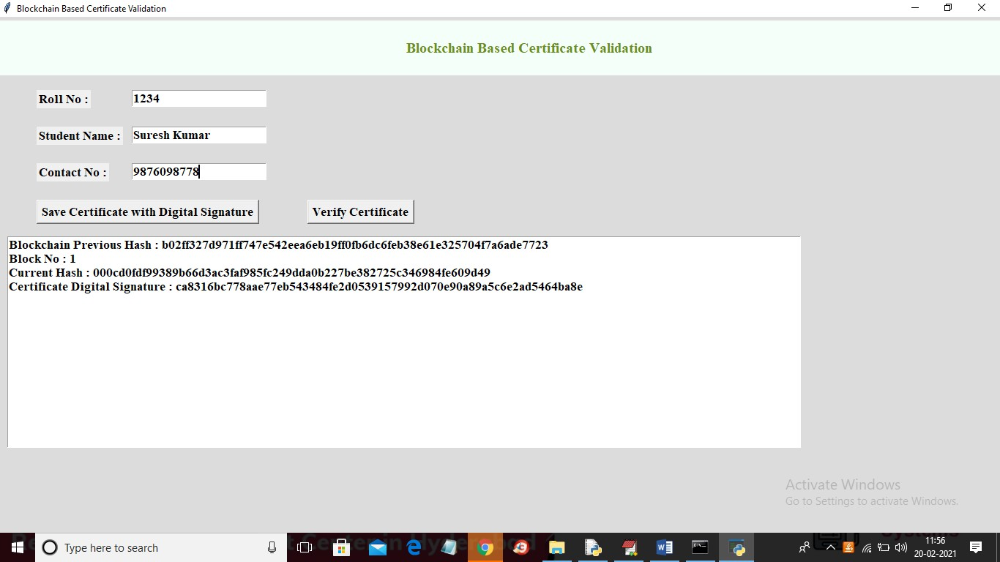 Blockchain Based Certificate Validation
Blockchain Based Certificate Validation
Roll No :
1234
Student Name :
Suresh Kumar
Contact No :
9876098778
Save Certificate with Digital Signature
Verify Certificate
Blockchain Previous Hash : b02ff327d971ff747e542eea6eb19ff0fb6dc6feb38e61e325704f7a6ade7723
Block No : 1
Current Hash : 000cd0fdf99389b66d3ac3faf985fc249dda0b227be382725c346984fe609d49
Certificate Digital Signature : ca8316bc778aae77eb543484fe2d0539157992d070e90a89a5c6e2ad5464ba8e
Activate Windows
Go to Settings to activate Windows.
Type here to search
11:56
20-02-2021